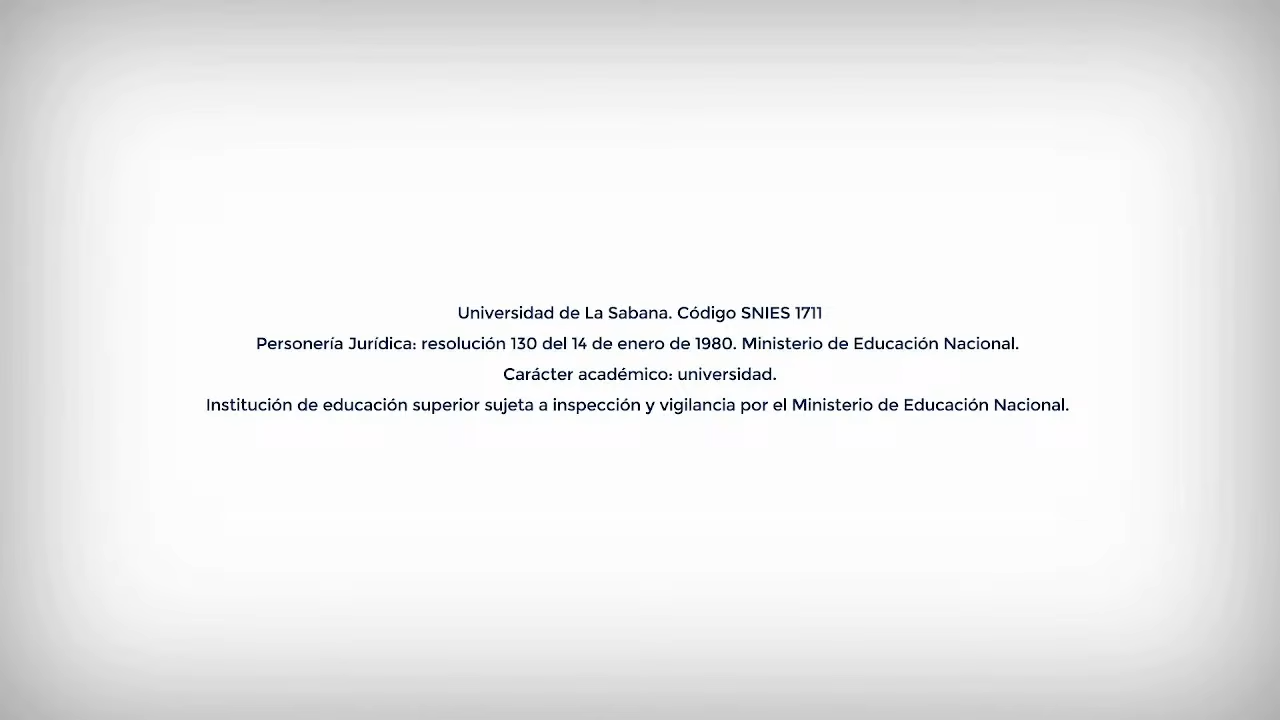 Universidad de La Sabana. Código SNIES 1711
Personería Jurídica: resolución 130 del 14 de enero de 1980. Ministerio de Educación Nacional.
Carácter académico: universidad.
Institución de educación superior sujeta a inspección y vigilancia por el Ministerio de Educación Nacional.